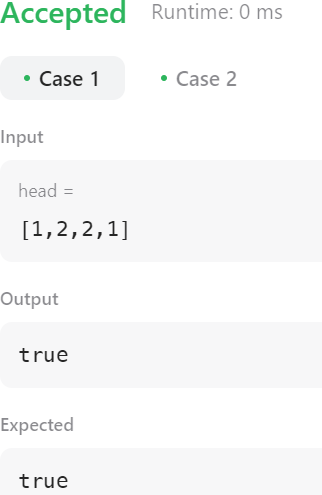 Accepted Runtime: 0 ms
• Case 1 • Case 2
Input
head =
[1,2,2,1]
Output
true
Expected
true